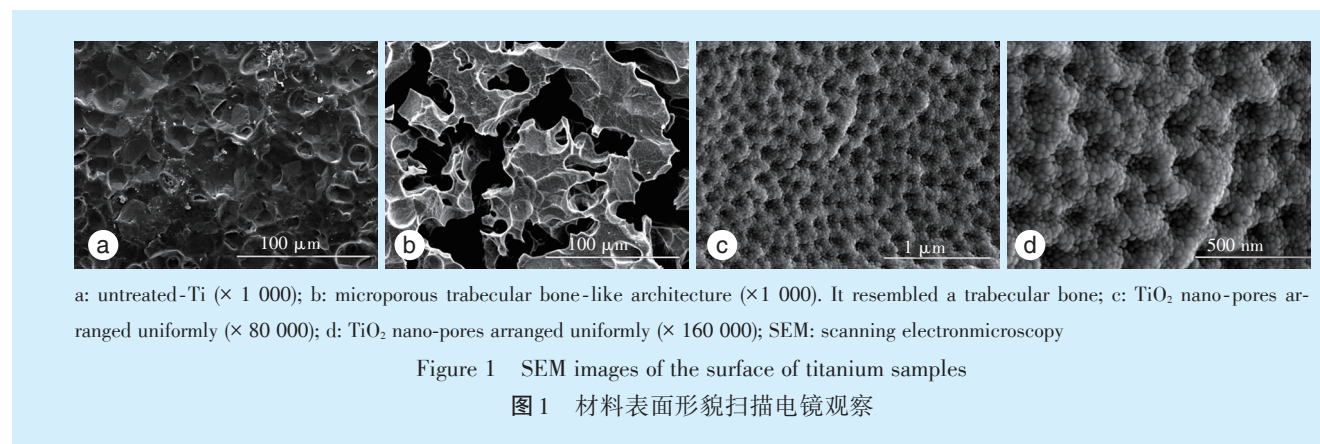 a
100 μm
b
100 μm
c
1 μm
d
500 nm
a: untreated-Ti (× 1 000); b: microporous trabecular bone-like architecture (×1 000). It resembled a trabecular bone; c: TiO₂ nano-pores ar-
ranged uniformly (× 80 000); d: TiO₂ nano-pores arranged uniformly (× 160 000); SEM: scanning electronmicroscopy
Figure 1 SEM images of the surface of titanium samples
图1 材料表面形貌扫描电镜观察